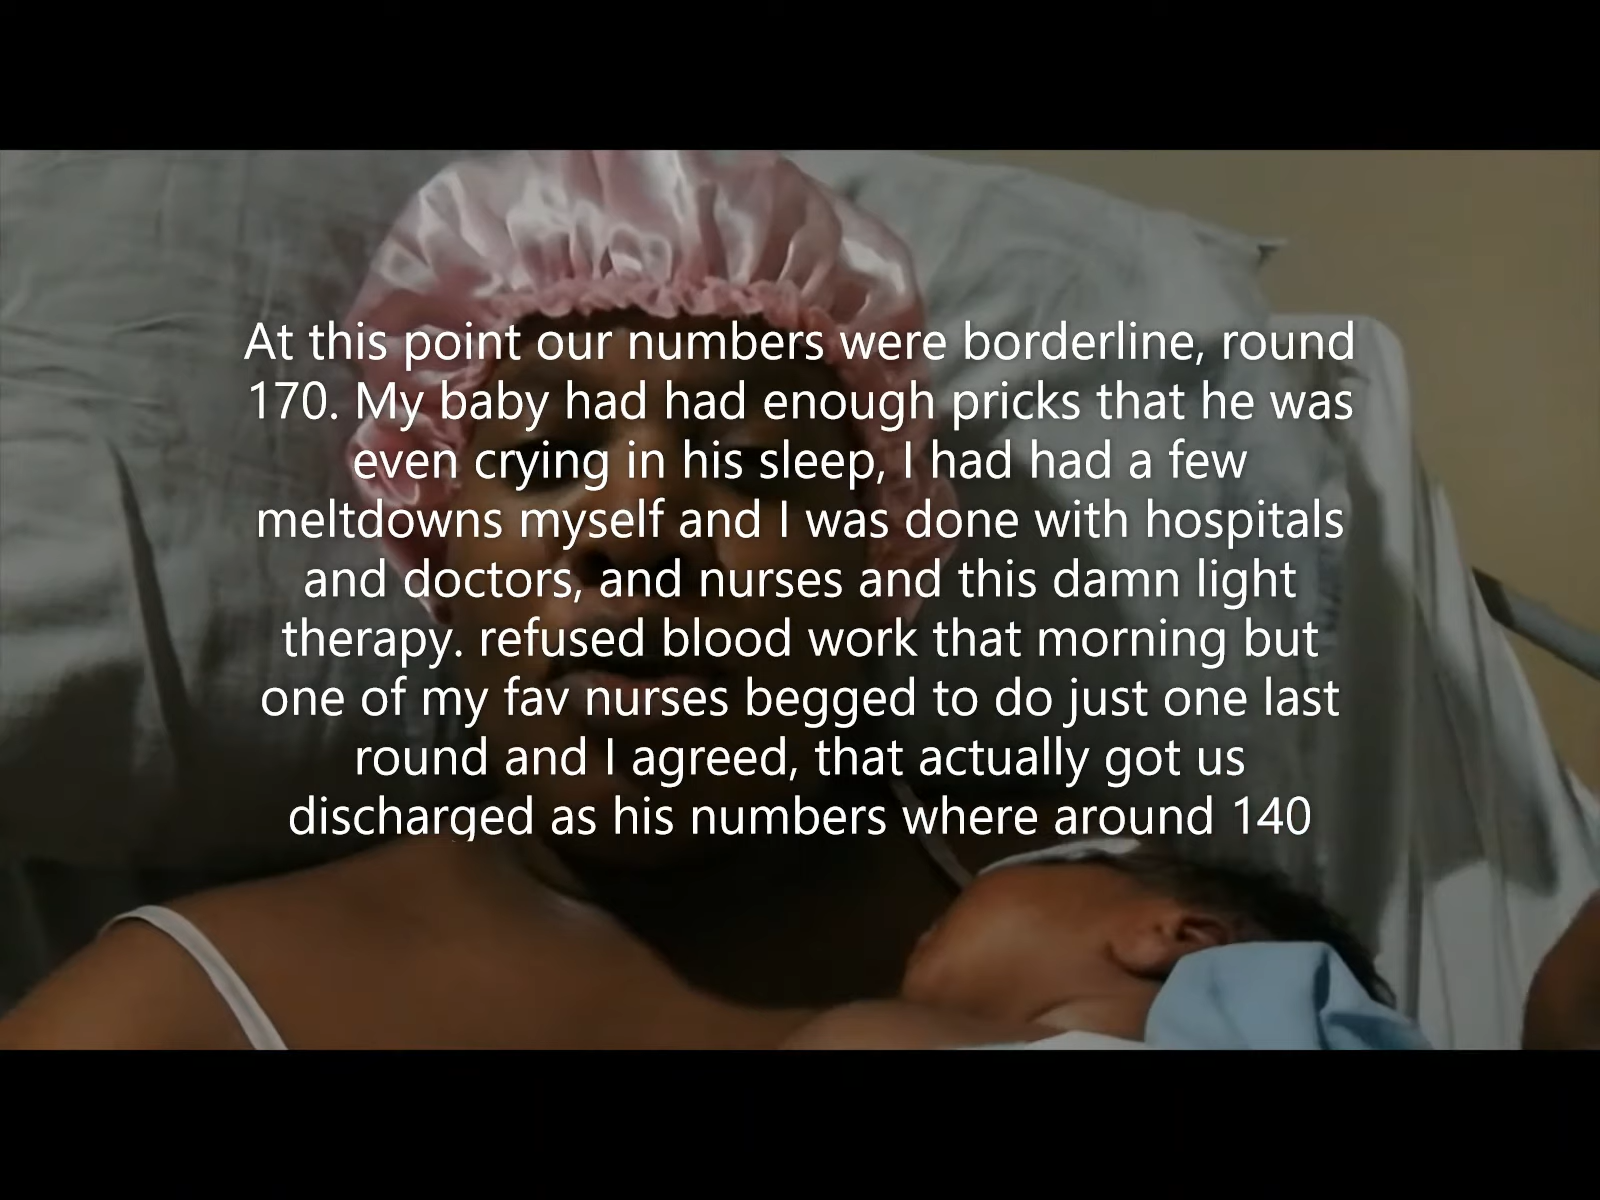 At this point our numbers were borderline, round
170. My baby had had enough pricks that he was
even crying in his sleep, I had had a few
meltdowns myself and I was done with hospitals
and doctors, and nurses and this damn light
therapy. refused blood work that morning but
one of my fav nurses begged to do just one last
round and I agreed, that actually got us
discharged as his numbers where around 140